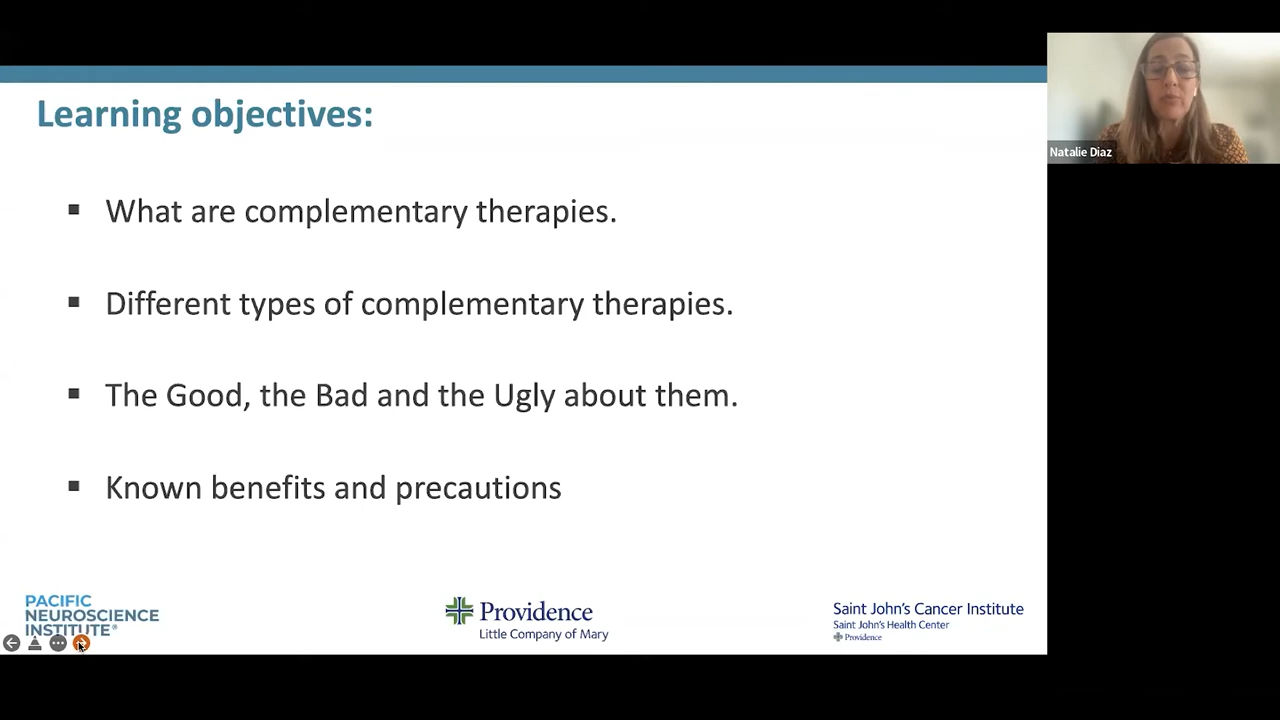 Learning objectives:
Natalie Diaz
▪ What are complementary therapies.
▪ Different types of complementary therapies.
▪ The Good, the Bad and the Ugly about them.
▪ Known benefits and precautions
PACIFIC
NEUROSCIENCE
INSTITUTE®
Providence
Little Company of Mary
Saint John's Cancer Institute
Saint John's Health Center
Providence